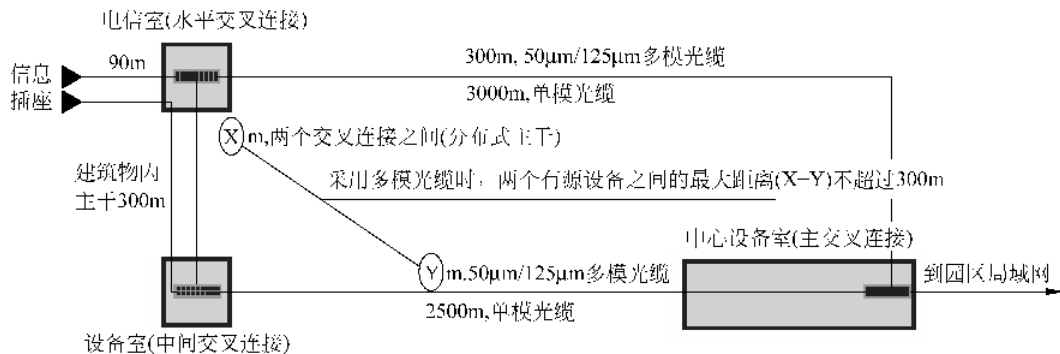 电信室(水平交叉连接)
信息
插座
90m
300m, 50μm/125μm多模光缆
3000m,单模光缆
X m,两个交叉连接之间(分布式主干)
建筑物内
主干300m
采用多模光缆时，两个有源设备之间的最大距离(X-Y)不超过300m
中心设备室(主交叉连接)
Y m.50μm/125μm多模光缆
2500m,单模光缆
到园区局域网
设备室(中间交叉连接)